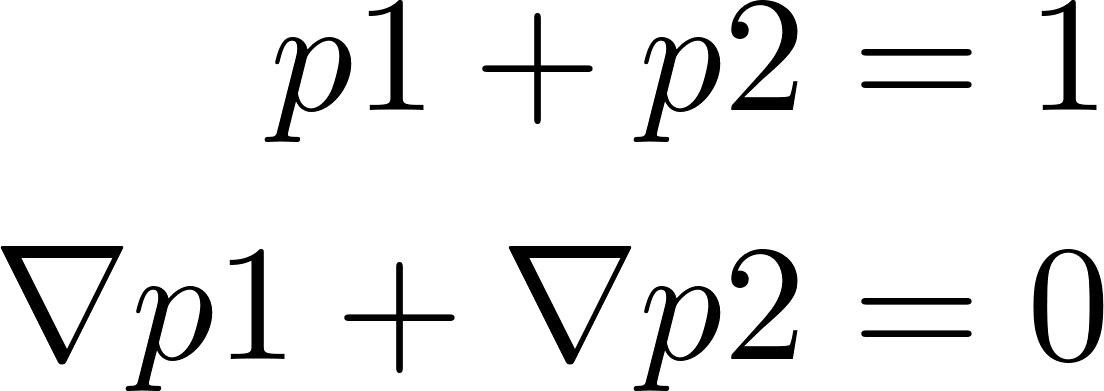 p1 + p2 = 1
∇p1 + ∇p2 = 0